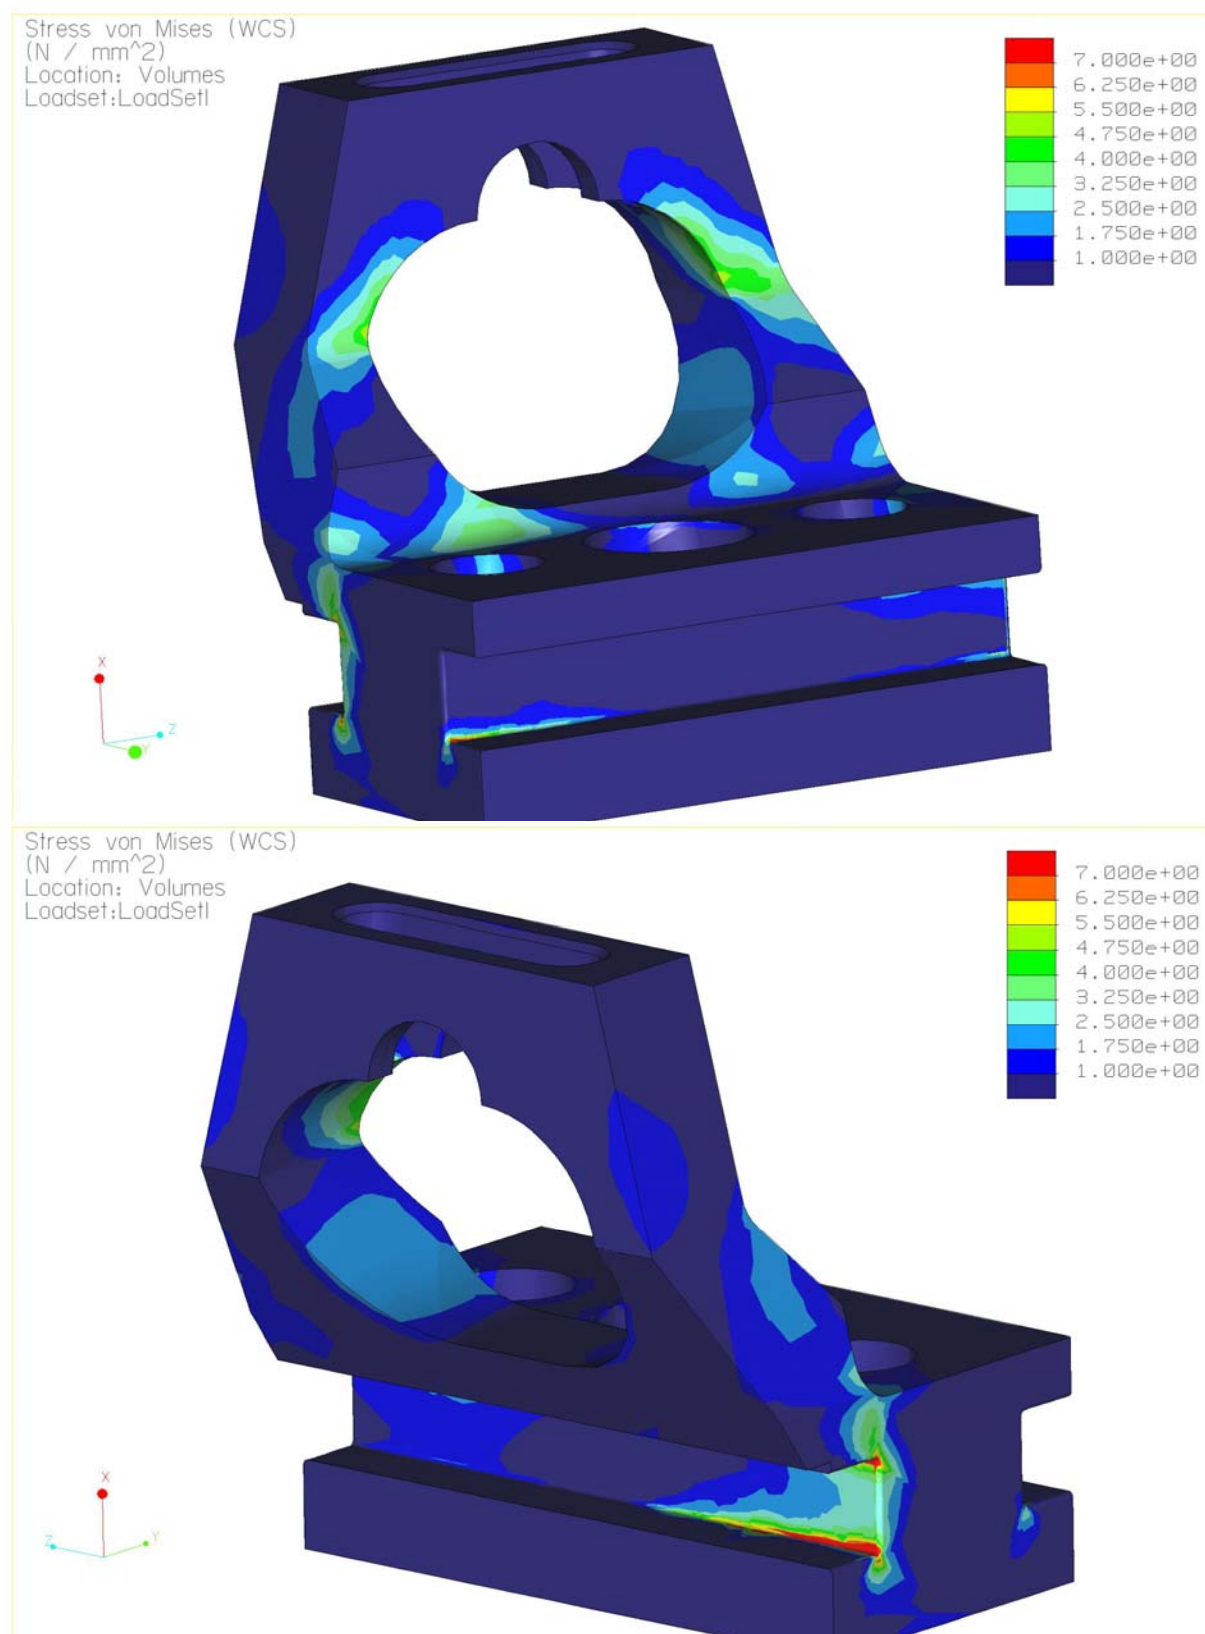 Stress von Mises (WCS)
(N / mm^2)
Location: Volumes
Loadset:LoadSet1
7.000e+00
6.250e+00
5.500e+00
4.750e+00
4.000e+00
3.250e+00
2.500e+00
1.750e+00
1.000e+00
X
Z
Y
Stress von Mises (WCS)
(N / mm^2)
Location: Volumes
Loadset:LoadSet1
7.000e+00
6.250e+00
5.500e+00
4.750e+00
4.000e+00
3.250e+00
2.500e+00
1.750e+00
1.000e+00
X
Z
Y